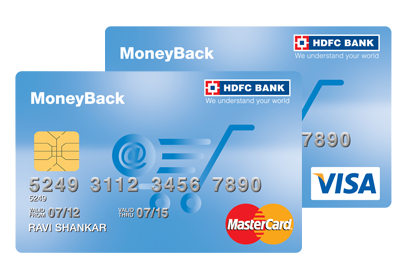 MoneyBack
HDFC BANK
We understand your world
7890
VISA
MoneyBack
HDFC BANK
We understand your world
@
5249 3112 3456 7890
5249
VALID FROM 07/12 VALID THRU 07/15
RAVI SHANKAR
MasterCard